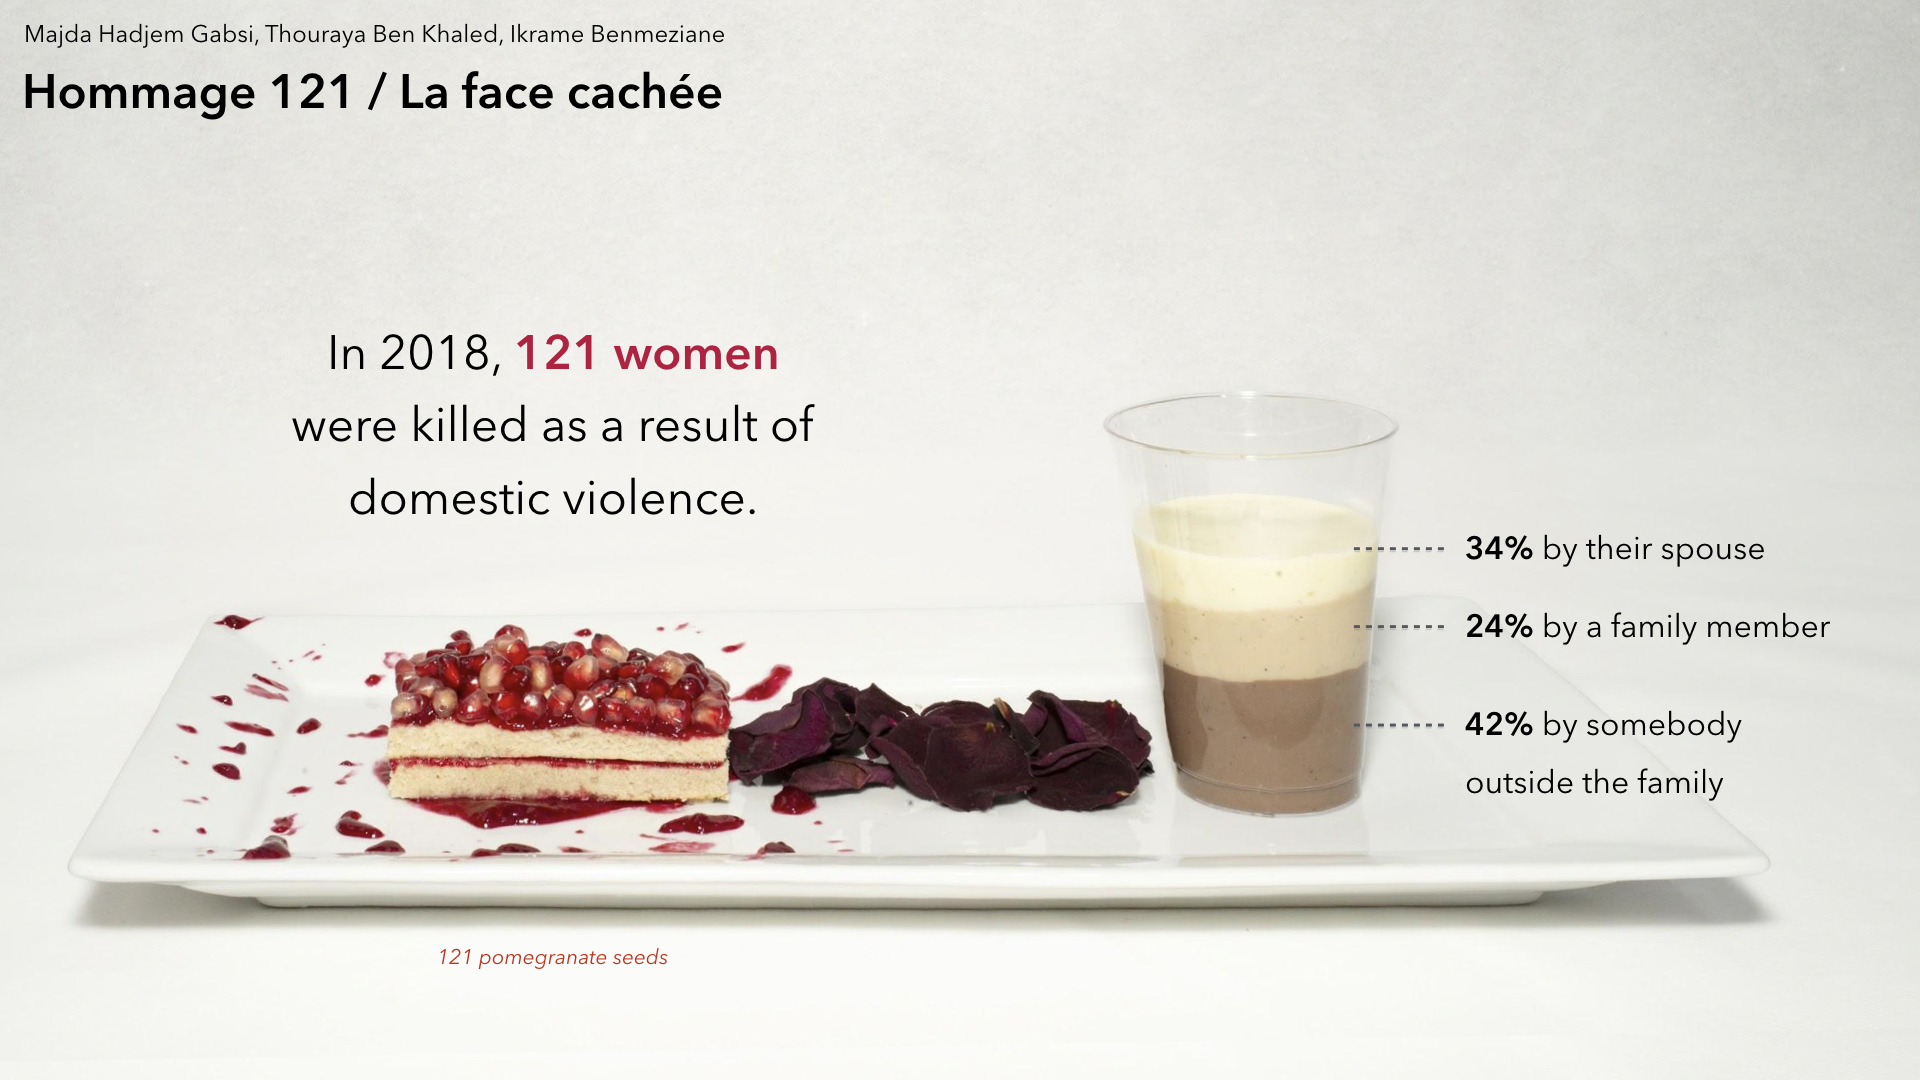 Majda Hadjem Gabsi, Thouraya Ben Khaled, Ikrame Benmeziane
Hommage 121 / La face cachée
In 2018, 121 women
were killed as a result of
domestic violence.
34% by their spouse
24% by a family member
42% by somebody
outside the family
121 pomegranate seeds